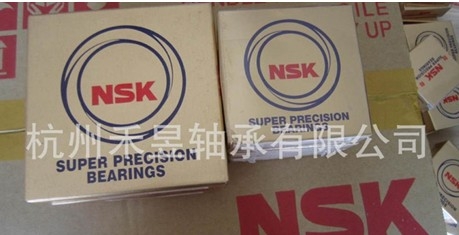 NSK
SUPER PRECISION
BEARINGS
NSK
SUPER PRECISION
BEARINGS
杭州禾昱轴承有限公司
NSK